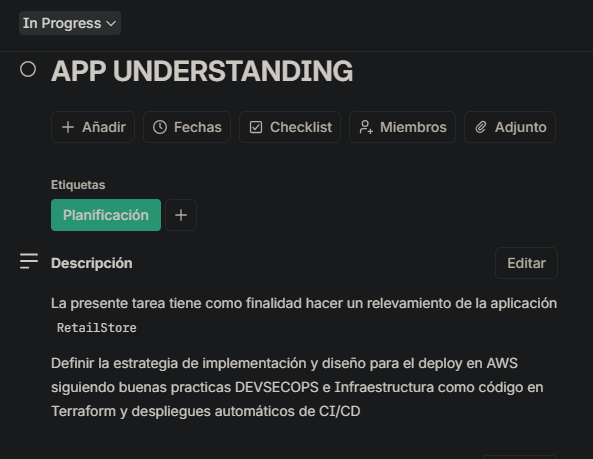 In Progress
APP UNDERSTANDING
Añadir
Fechas
Checklist
Miembros
Adjunto
Etiquetas
Planificación
Descripción
Editar
La presente tarea tiene como finalidad hacer un relevamiento de la aplicación
RetailStore
Definir la estrategia de implementación y diseño para el deploy en AWS
siguiendo buenas practicas DEVSECOPS e Infraestructura como código en
Terraform y despliegues automáticos de CI/CD